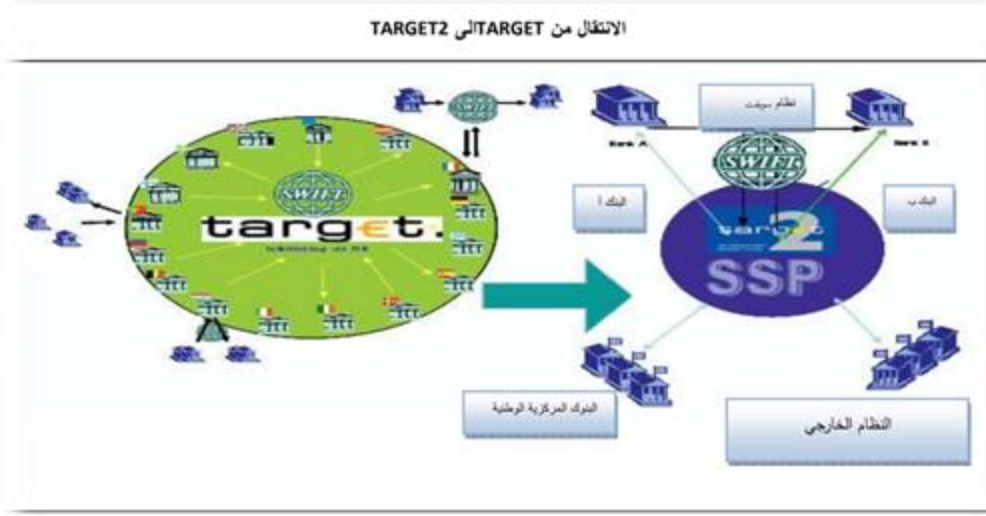 الانتقال من TARGETالى TARGET2
نظام سويفت
Bank A
Bank B
SWIFT
SWIFT
البنك أ
البنك ب
target.
target
2
SSP
البنوك المركزية الوطنية
النظام الخارجي